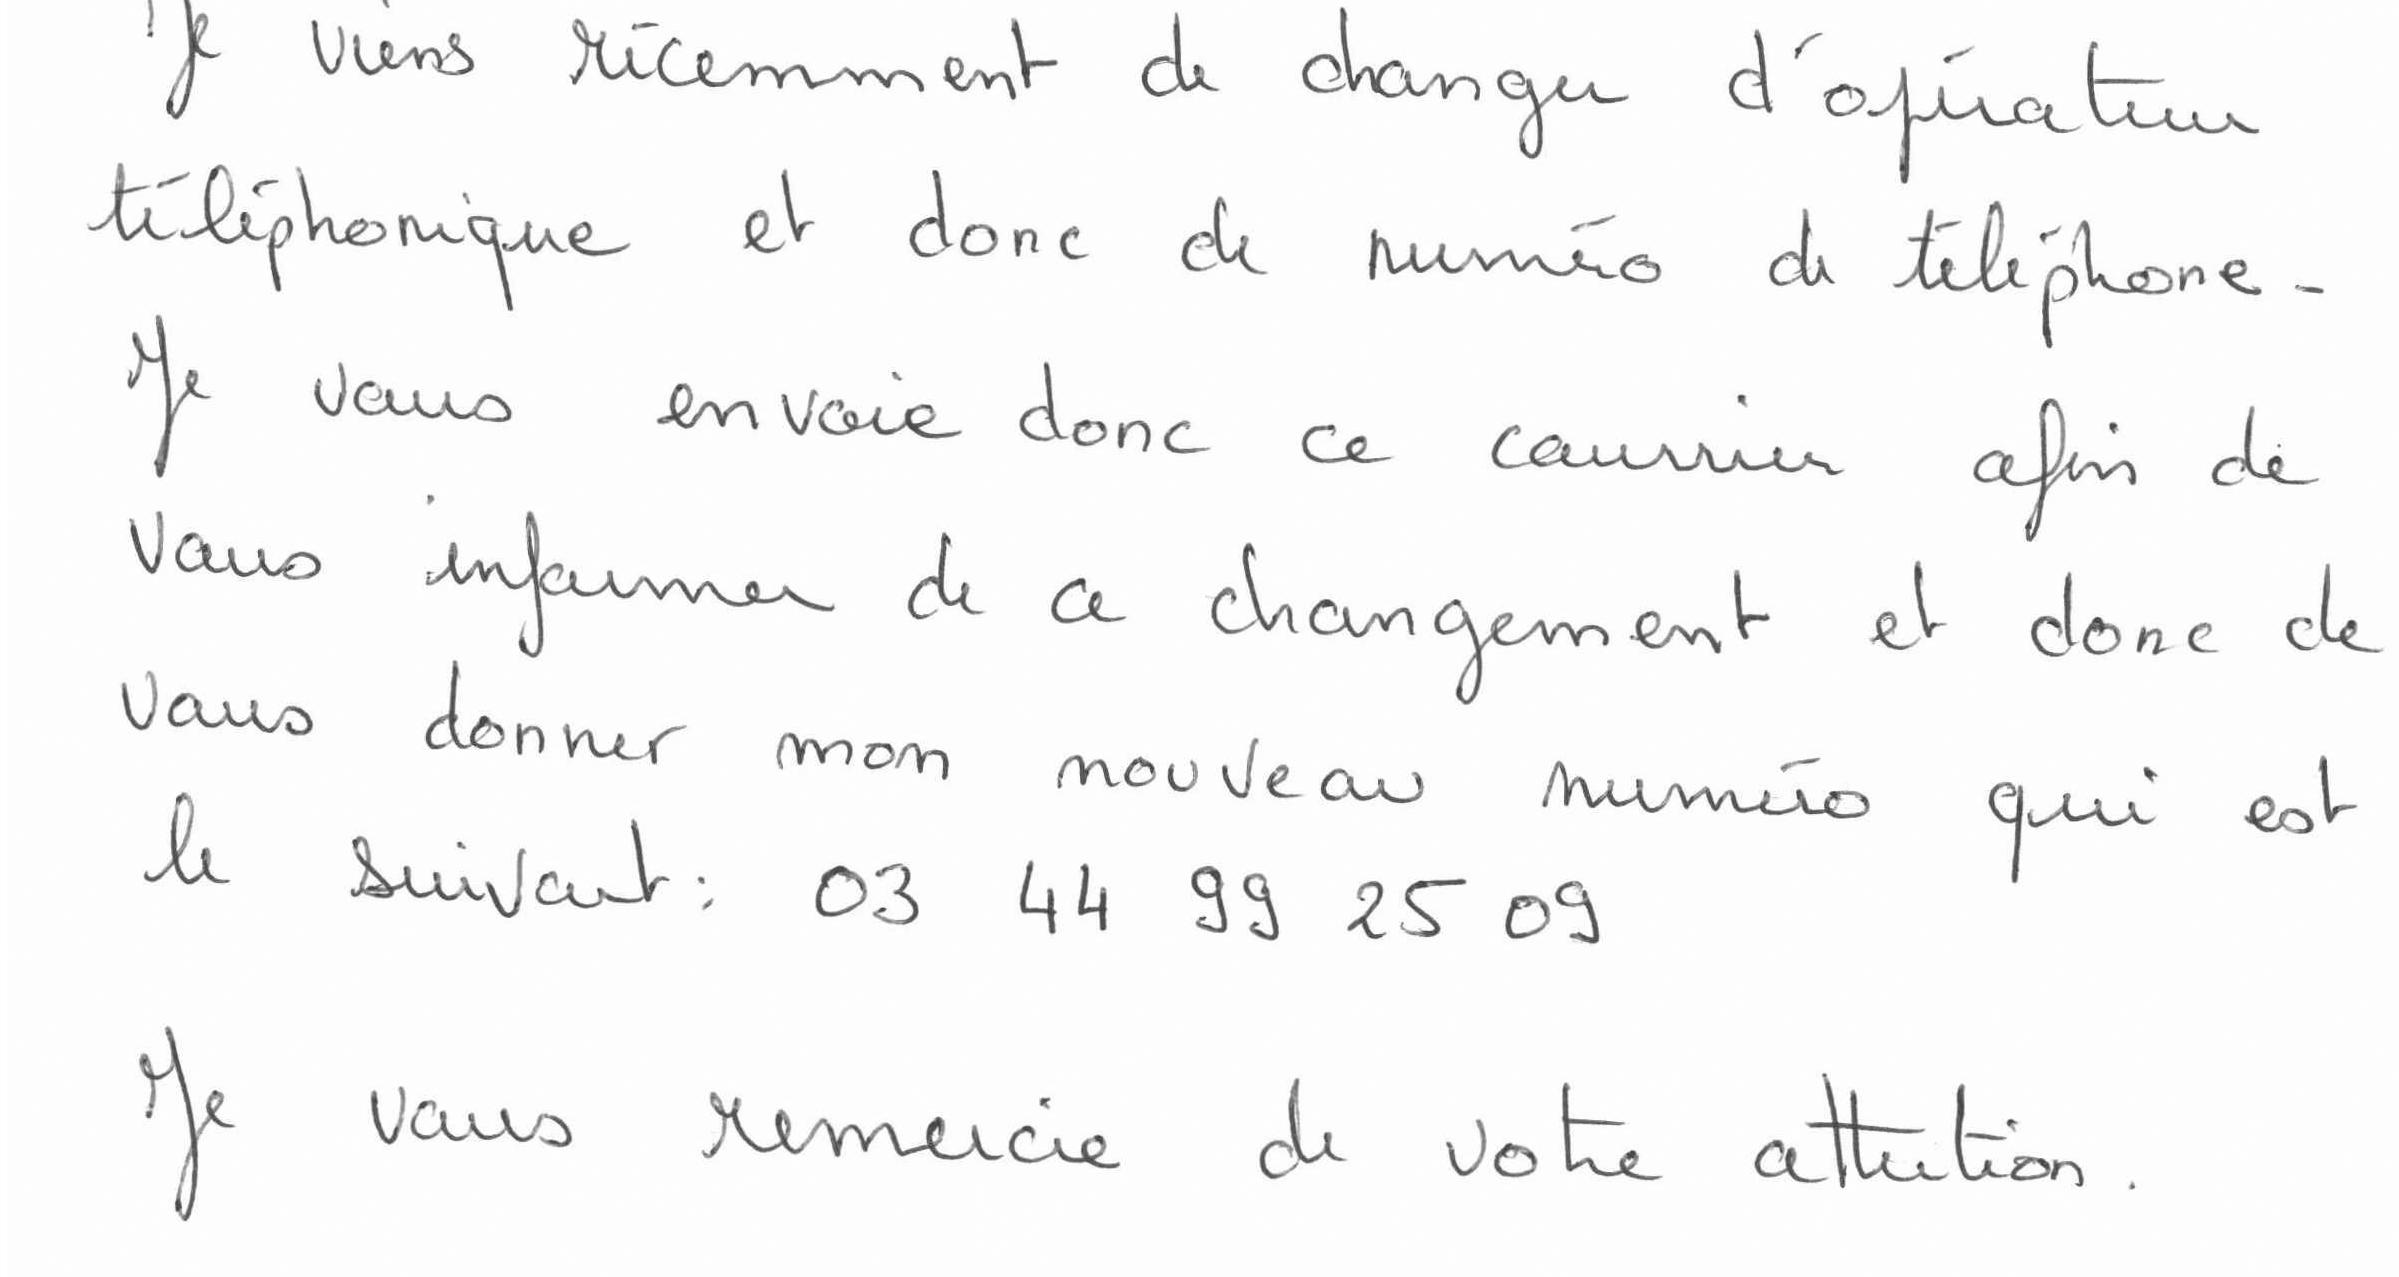 Je viens récemment de changer d'opérateur
téléphonique et donc de numéro de téléphone.
Je vous envoie donc ce courrier afin de
vous informer de ce changement et donc de
vous donner mon nouveau numéro qui est
le suivant : 03 44 99 25 09
Je vous remercie de votre attention.